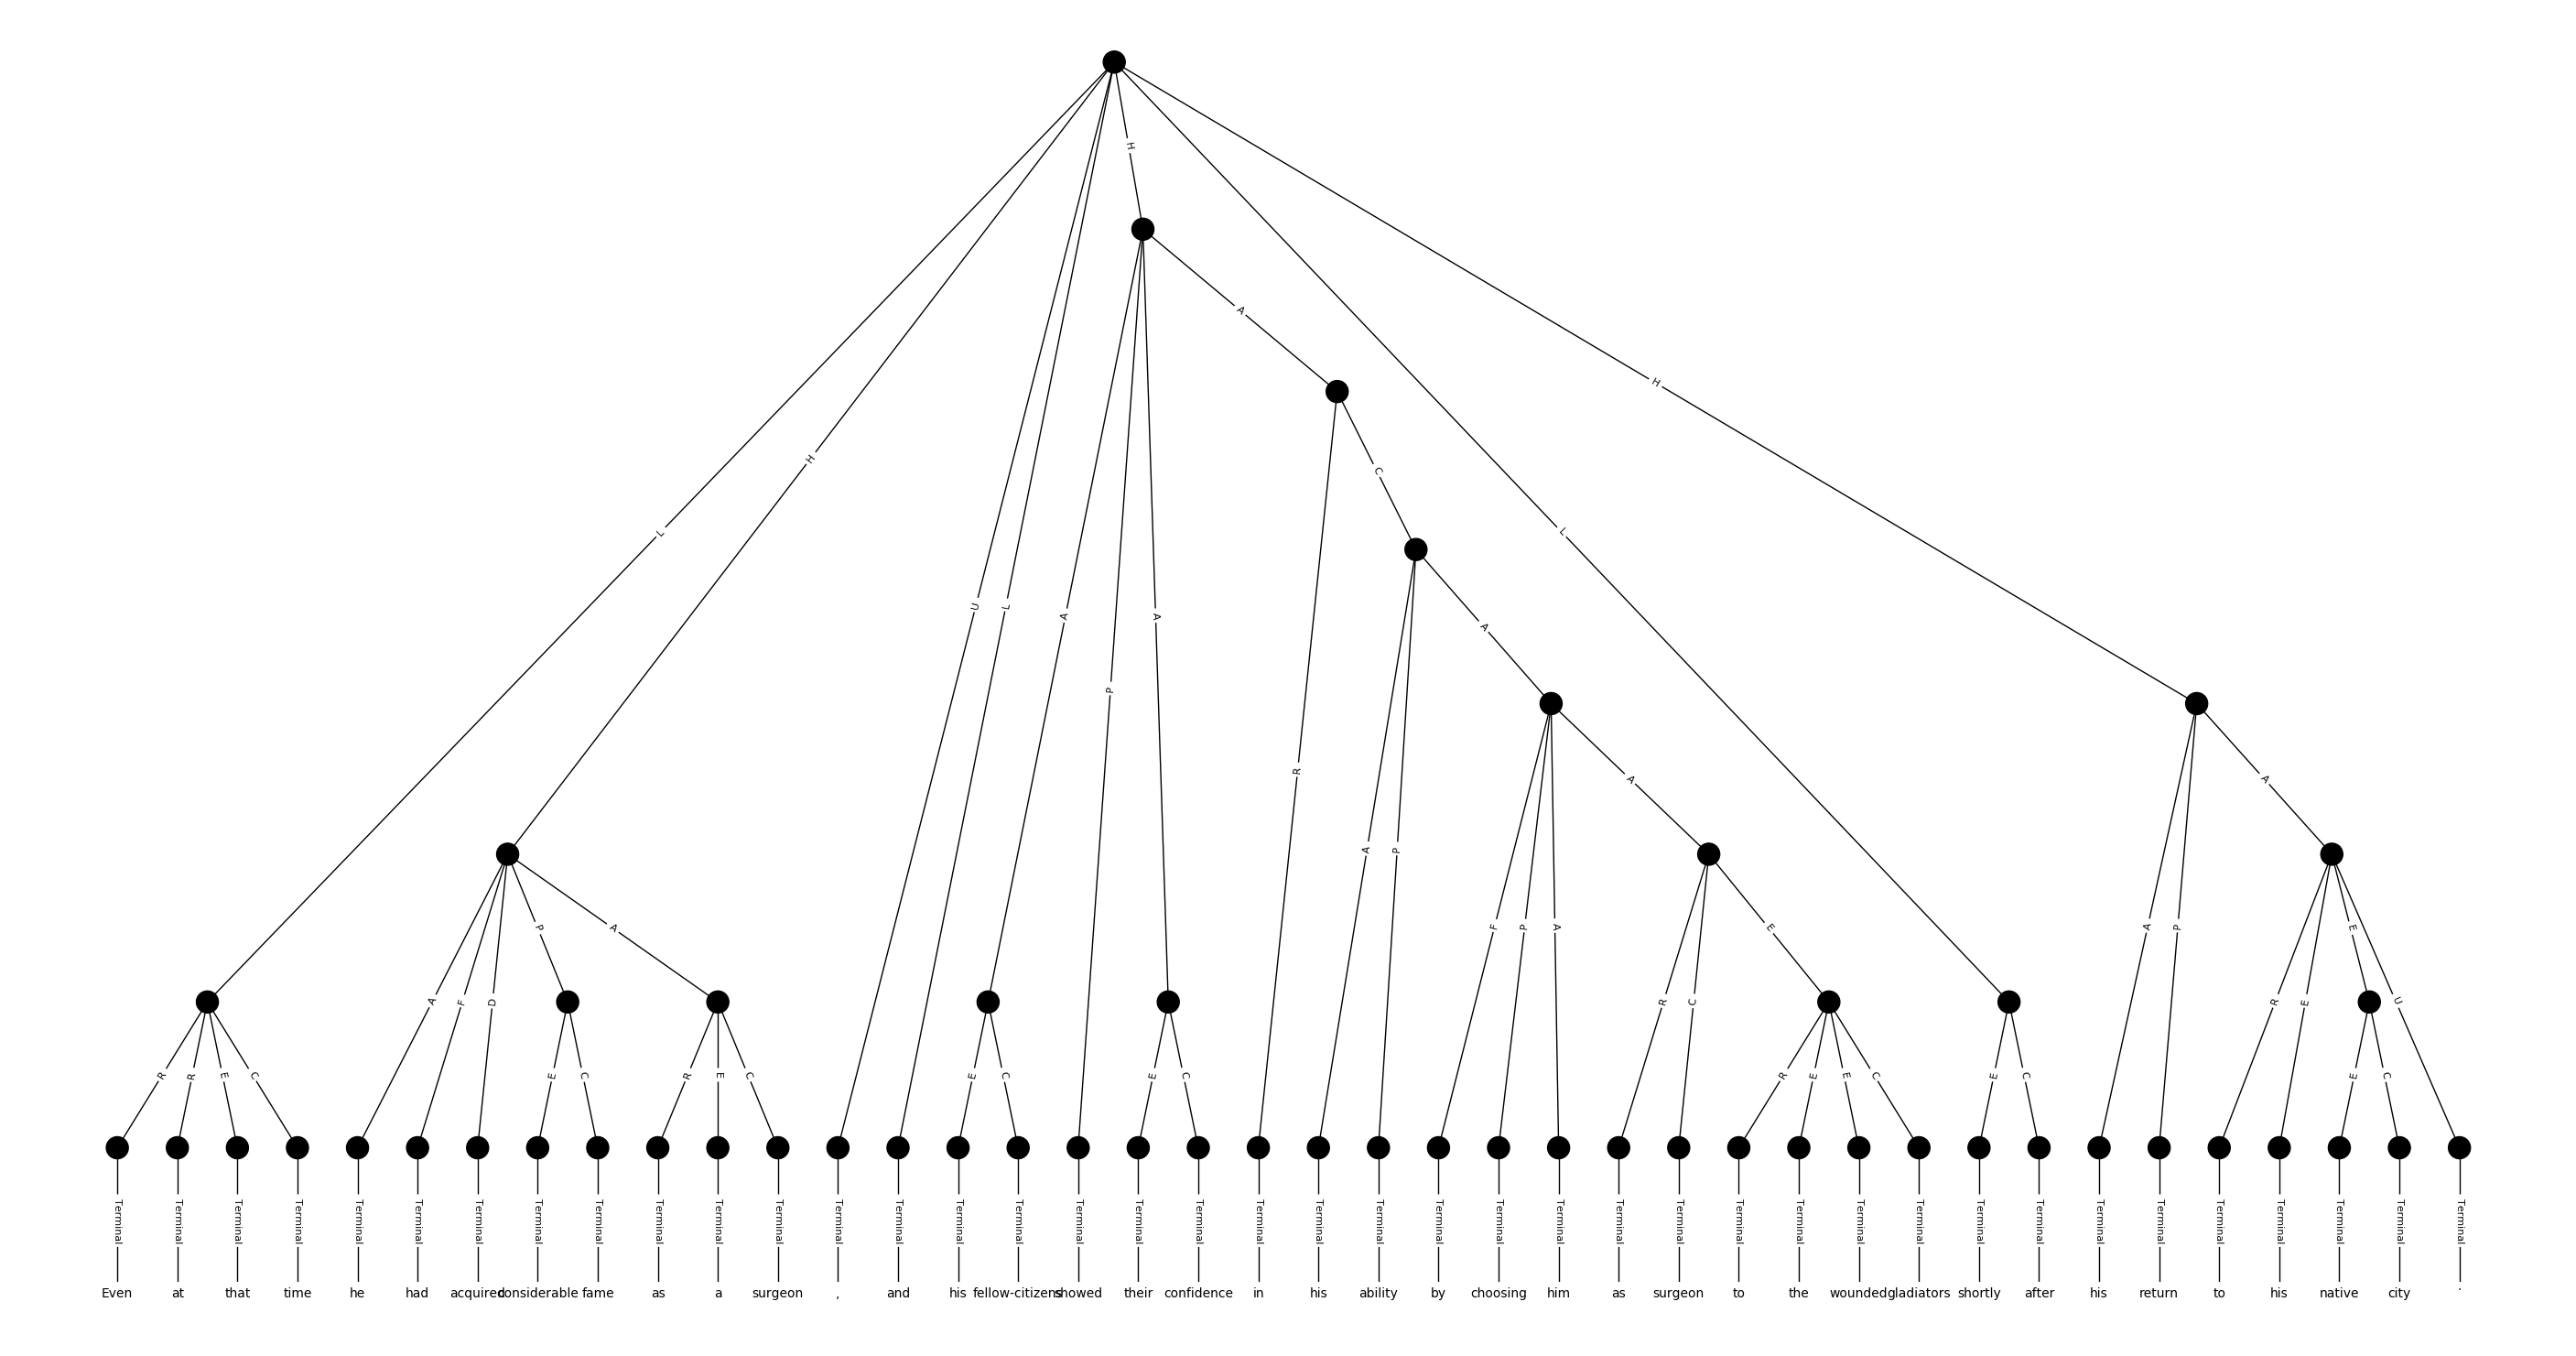 H
A
H
C
L
L
U
L
A
A
A
P
R
A
A
A
P
H
P
A
F
P
A
E
A
P
E
A
F
D
R
C
R
E
U
R
R
E
C
E
C
R
E
C
E
C
E
C
R
E
E
C
E
C
E
C
Terminal Terminal Terminal Terminal Terminal Terminal Terminal Terminal Terminal Terminal Terminal Terminal Terminal Terminal Terminal Terminal Terminal Terminal Terminal Terminal Terminal Terminal Terminal Terminal Terminal Terminal Terminal Terminal Terminal Terminal Terminal Terminal Terminal Terminal Terminal Terminal Terminal Terminal Terminal Terminal
Even at that time he had acquired considerable fame as a surgeon , and his fellow-citizens showed their confidence in his ability by choosing him as surgeon to the wounded gladiators shortly after his return to his native city .